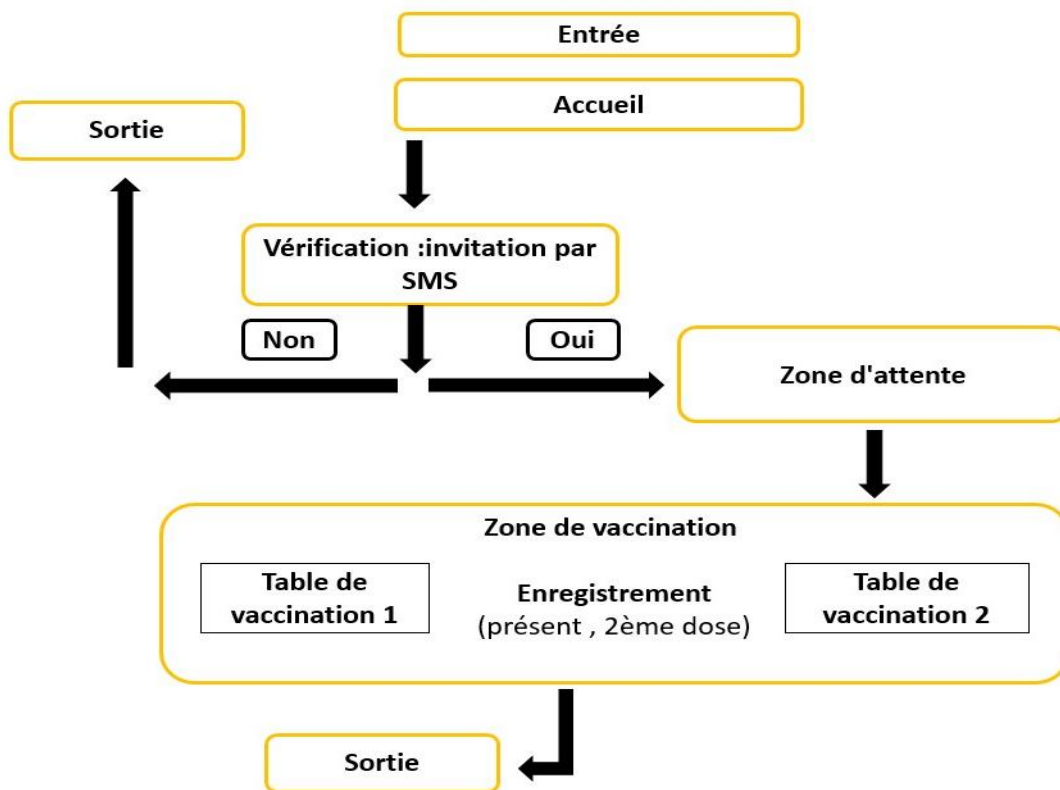 Entrée
Accueil
Sortie
Vérification :invitation par
SMS
Non
Oui
Zone d'attente
Zone de vaccination
Table de
vaccination 1
Enregistrement
(présent , 2ème dose)
Table de
vaccination 2
Sortie